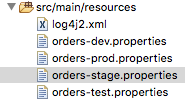 src/main/resources
log4j2.xml
orders-dev.properties
orders-prod.properties
orders-stage.properties
orders-test.properties